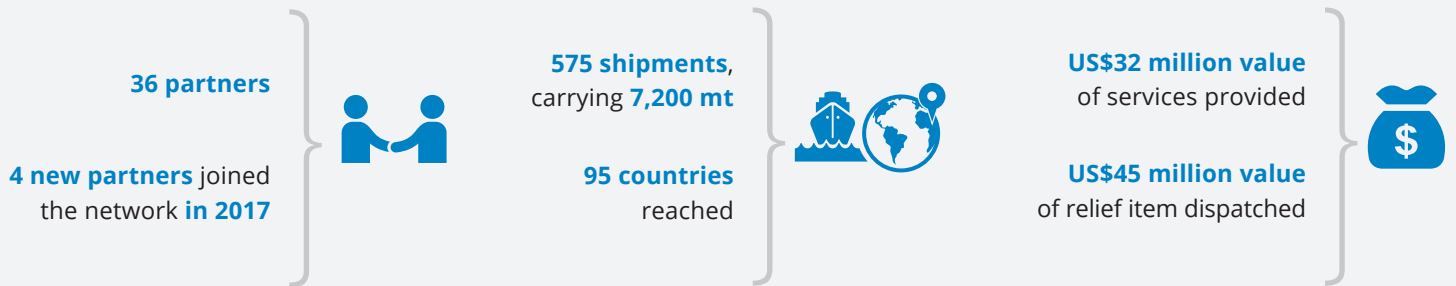 36 partners
4 new partners joined
the network in 2017
575 shipments,
carrying 7,200 mt
95 countries
reached
US$32 million value
of services provided
US$45 million value
of relief item dispatched
$